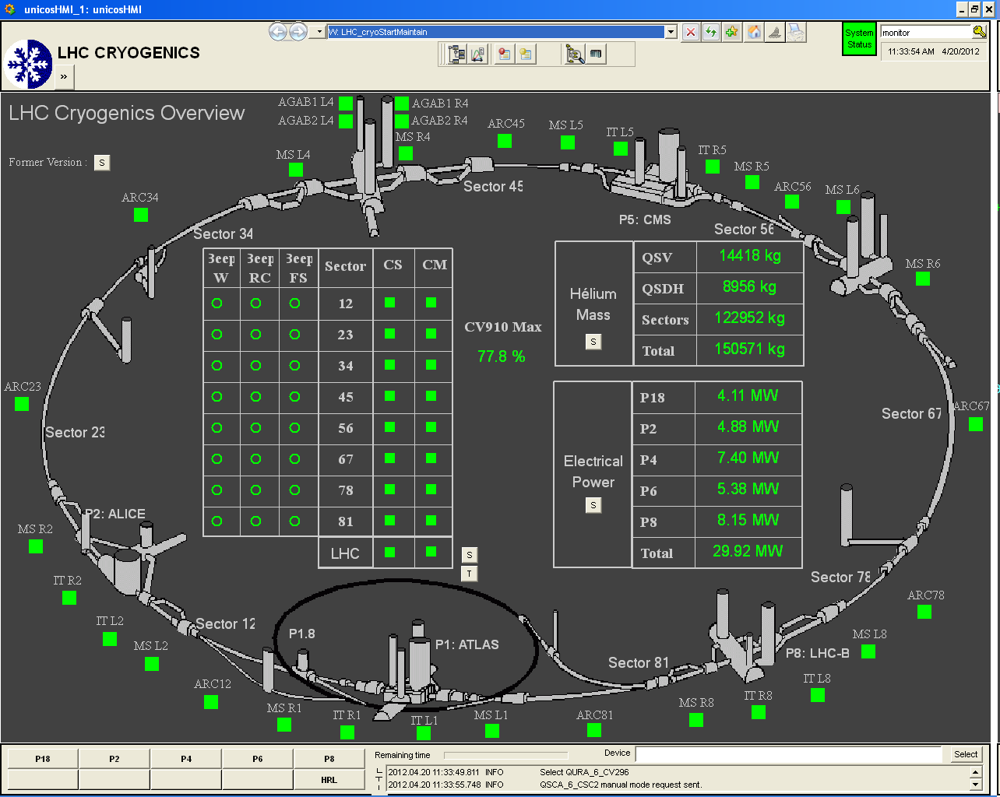 unicosHMI_1: unicosHMI
W: LHC_cryoStartMaintain
System
Status
monitor
11:33:54 AM 4/20/2012
LHC CRYOGENICS
»
LHC Cryogenics Overview
Former Version : S
AGAB1 L4
AGAB1 R4
AGAB2 L4
AGAB2 R4
MS L4
MS R4
ARC45
MS L5
IT L5
IT R5
MS R5
ARC56
MS L6
MS R6
ARC34
Sector 34
Sector 45
P5: CMS
Sector 56
Beep W Beep RC Beep FS Sector CS CM
12
23
34
45
56
67
78
81
LHC
S
T
CV910 Max
77.8 %
Hélium
Mass
S
QSV 14418 kg
QSDH 8956 kg
Sectors 122952 kg
Total 150571 kg
Electrical
Power
S
P18 4.11 MW
P2 4.88 MW
P4 7.40 MW
P6 5.38 MW
P8 8.15 MW
Total 29.92 MW
ARC23
Sector 23
Sector 67
ARC67
P2: ALICE
MS R2
IT R2
IT L2
MS L2
Sector 12
ARC12
P1.8
P1: ATLAS
MS R1
IT R1
IT L1
MS L1
ARC81
Sector 81
MS R8
IT R8
P8: LHC-B
IT L8
MS L8
ARC78
Sector 78
P18 P2 P4 P6 P8
HRL
Remaining time
Device
Select
2012.04.20 11:33:49.811 INFO Select QURA_6_CV296
2012.04.20 11:33:55.748 INFO QSCA_6_CSC2 manual mode request sent.